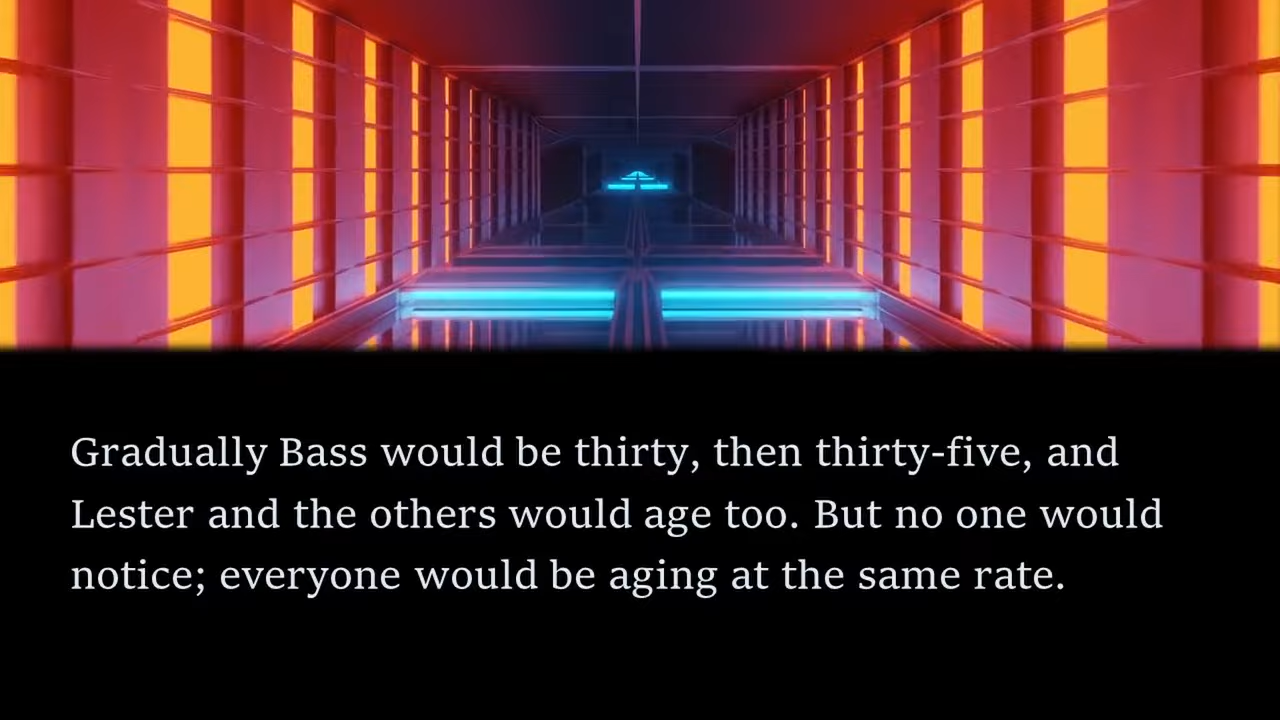 Gradually Bass would be thirty, then thirty-five, and
Lester and the others would age too. But no one would
notice; everyone would be aging at the same rate.